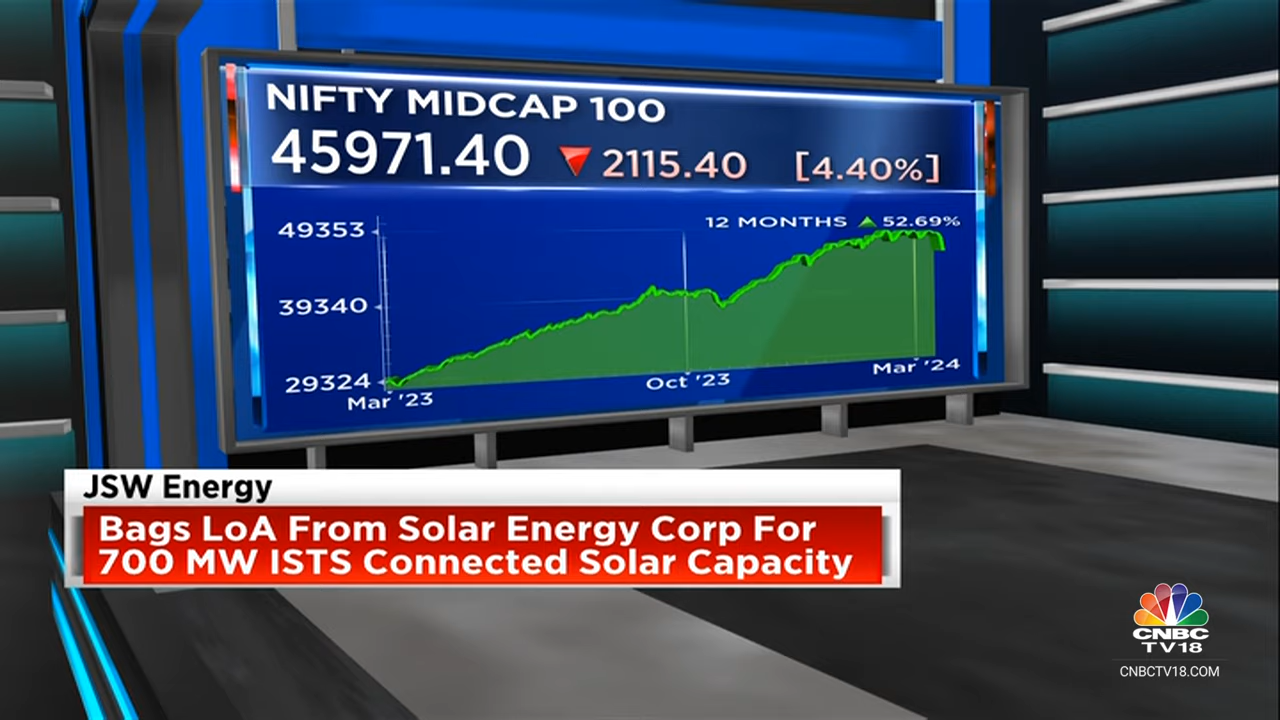 NIFTY MIDCAP 100
45971.40 ▼ 2115.40 [4.40%]
12 MONTHS ▲ 52.69%
49353
39340
29324
Mar '23
Oct '23
Mar '24
JSW Energy
Bags LoA From Solar Energy Corp For
700 MW ISTS Connected Solar Capacity
CNBC
TV18
CNBCTV18.COM